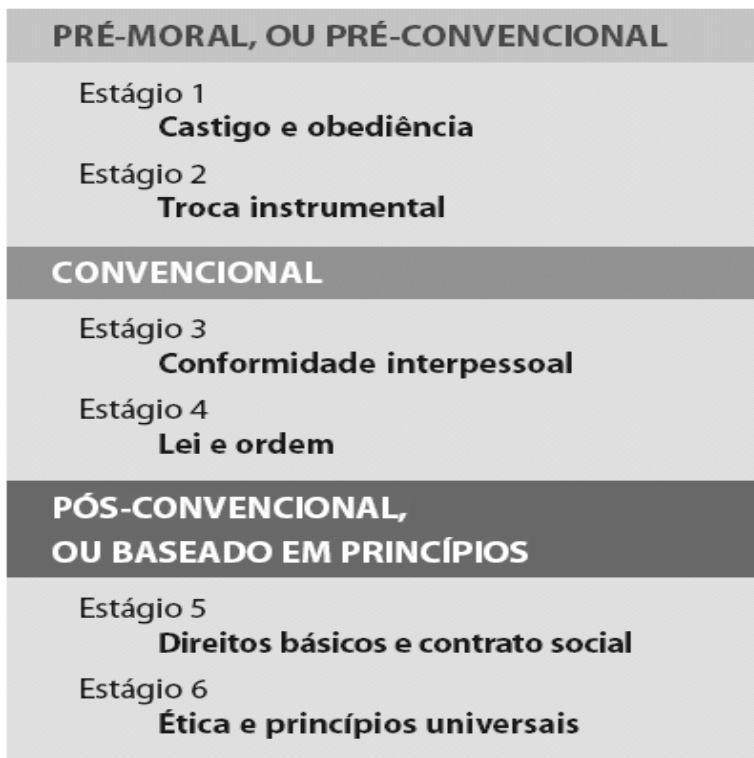 PRÉ-MORAL, OU PRÉ-CONVENCIONAL
Estágio 1
Castigo e obediência
Estágio 2
Troca instrumental
CONVENCIONAL
Estágio 3
Conformidade interpessoal
Estágio 4
Lei e ordem
PÓS-CONVENCIONAL,
OU BASEADO EM PRINCÍPIOS
Estágio 5
Direitos básicos e contrato social
Estágio 6
Ética e princípios universais